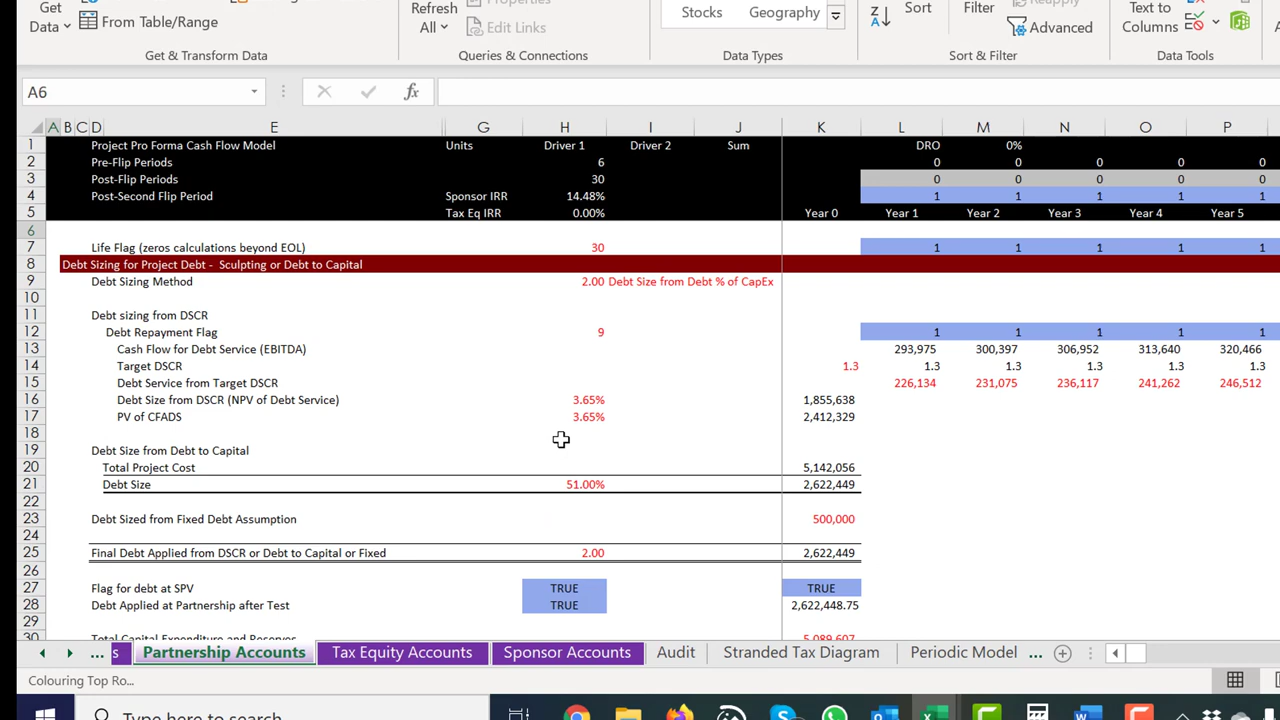 Get
Data
From Table/Range
Refresh
All
Properties
Edit Links
Stocks
Geography
Sort
Filter
Reapply
Advanced
Text to
Columns
Get & Transform Data
Queries & Connections
Data Types
Sort & Filter
Data Tools
A6
fx
A B C D E G H I J K L M N O P
1 Project Pro Forma Cash Flow Model Units Driver 1 Driver 2 Sum DRO 0%
2 Pre-Flip Periods 6 0 0 0 0 0
3 Post-Flip Periods 30 0 0 0 0 0
4 Post-Second Flip Period Sponsor IRR 14.48% 1 1 1 1 1
5 Tax Eq IRR 0.00% Year 0 Year 1 Year 2 Year 3 Year 4 Year 5
6
7 Life Flag (zeros calculations beyond EOL) 30 1 1 1 1 1
8 Debt Sizing for Project Debt - Sculpting or Debt to Capital
9 Debt Sizing Method 2.00 Debt Size from Debt % of CapEx
10
11 Debt sizing from DSCR
12 Debt Repayment Flag 9 1 1 1 1 1
13 Cash Flow for Debt Service (EBITDA) 293,975 300,397 306,952 313,640 320,466
14 Target DSCR 1.3 1.3 1.3 1.3 1.3 1.3
15 Debt Service from Target DSCR 226,134 231,075 236,117 241,262 246,512
16 Debt Size from DSCR (NPV of Debt Service) 3.65% 1,855,638
17 PV of CFADS 3.65% 2,412,329
18
19 Debt Size from Debt to Capital
20 Total Project Cost 5,142,056
21 Debt Size 51.00% 2,622,449
22
23 Debt Sized from Fixed Debt Assumption 500,000
24
25 Final Debt Applied from DSCR or Debt to Capital or Fixed 2.00 2,622,449
26
27 Flag for debt at SPV TRUE TRUE
28 Debt Applied at Partnership after Test TRUE 2,622,448.75
29
30 Total Capital Expenditure and Reserves 5,089,607
... s Partnership Accounts Tax Equity Accounts Sponsor Accounts Audit Stranded Tax Diagram Periodic Model ...
Colouring Top Ro...
Type here to search